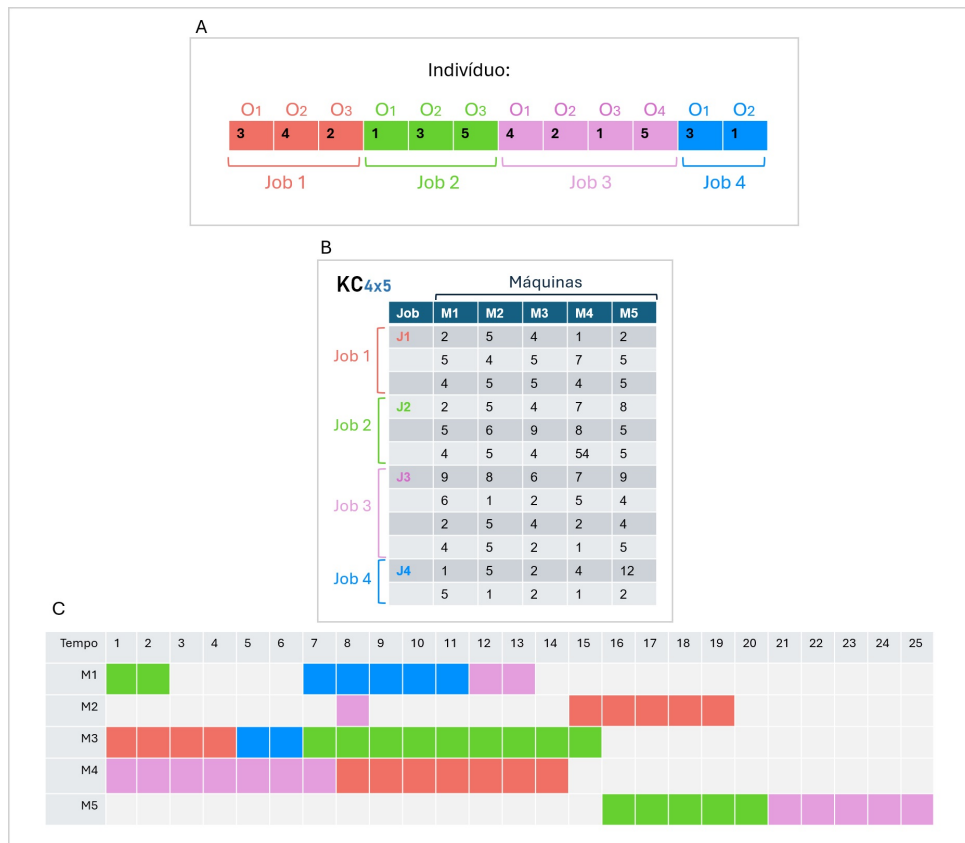 A
Indivíduo:
O1 O2 O3 O1 O2 O3 O1 O2 O3 O4 O1 O2
3 4 2 1 3 5 4 2 1 5 3 1
Job 1 Job 2 Job 3 Job 4
B
KC4x5 Máquinas
Job M1 M2 M3 M4 M5
J1 2 5 4 1 2
Job 1 5 4 5 7 5
4 5 5 4 5
J2 2 5 4 7 8
Job 2 5 6 9 8 5
4 5 4 54 5
J3 9 8 6 7 9
Job 3 6 1 2 5 4
2 5 4 2 4
4 5 2 1 5
J4 1 5 2 4 12
Job 4 5 1 2 1 2
C
Tempo 1 2 3 4 5 6 7 8 9 10 11 12 13 14 15 16 17 18 19 20 21 22 23 24 25
M1
M2
M3
M4
M5